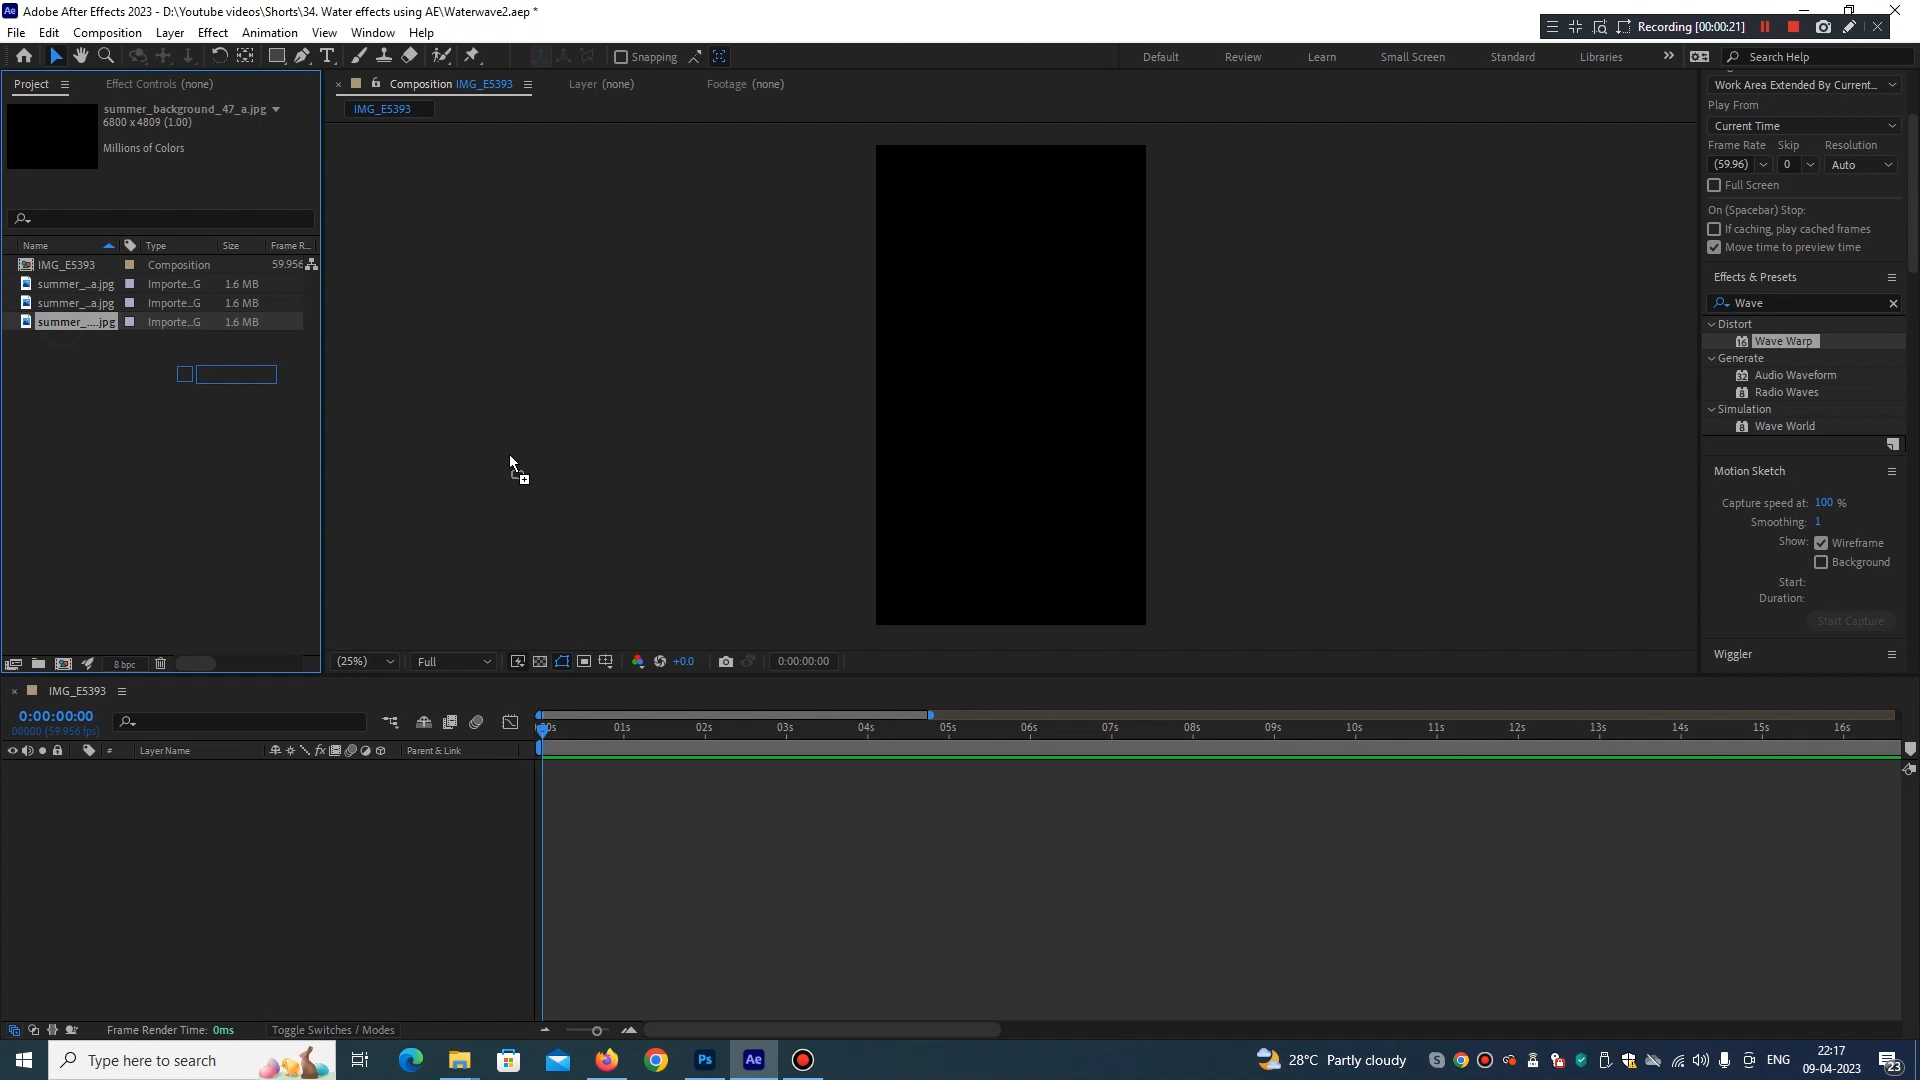 Adobe After Effects 2023 - D:\Youtube videos\Shorts\34. Water effects using AE\Waterwave2.aep *
File Edit Composition Layer Effect Animation View Window Help
Recording [00:00:21]
Snapping
Default Review Learn Small Screen Standard Libraries
Search Help
Project
Effect Controls (none)
Composition IMG_E5393
Layer (none)
Footage (none)
IMG_E5393
summer_background_47_a.jpg
6800 x 4809 (1.00)
Millions of Colors
Name Type Size Frame R...
IMG_E5393 Composition 59.956
summer_...a.jpg Importe...G 1.6 MB
summer_...a.jpg Importe...G 1.6 MB
summer_....jpg Importe...G 1.6 MB
8 bpc
(25%) Full +0.0 0:00:00:00
Work Area Extended By Current...
Play From
Current Time
Frame Rate Skip Resolution
(59.96) 0 Auto
Full Screen
On (Spacebar) Stop:
If caching, play cached frames
Move time to preview time
Effects & Presets
Wave
Distort
Wave Warp
Generate
Audio Waveform
Radio Waves
Simulation
Wave World
Motion Sketch
Capture speed at: 100 %
Smoothing: 1
Show: Wireframe
Background
Start:
Duration:
Start Capture
Wiggler
IMG_E5393
0:00:00:00
00000 (59.956 fps)
# Layer Name Parent & Link
00s 01s 02s 03s 04s 05s 06s 07s 08s 09s 10s 11s 12s 13s 14s 15s 16s
Frame Render Time: 0ms
Toggle Switches / Modes
Type here to search
Ps
Ae
28°C Partly cloudy
ENG
22:17
09-04-2023
23